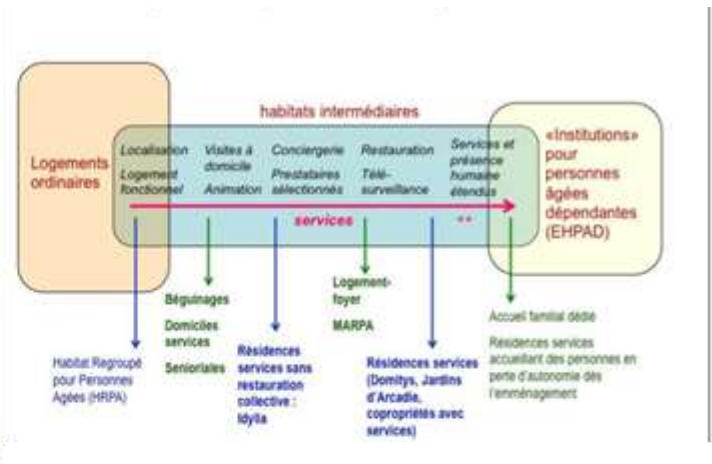 habitats intermédiaires
Logements
ordinaires
Localisation
Logement
fonctionnel
Visites à
domicile
Animation
Conciergerie
Prestataires
sélectionnés
Restauration
Télé-
surveillance
Services et
présence
humaine
étendus
services
**
«Institutions»
pour
personnes
âgées
dépendantes
(EHPAD)
Habitat Regroupé
pour Personnes
Agées (HRPA)
Béguinages
Domiciles
services
Senioriales
Résidences
services sans
restauration
collective :
Idylia
Logement-
foyer
MARPA
Résidences services
(Domitys, Jardins
d'Arcadie,
copropriétés avec
services)
Accueil familial dédié
Résidences services
accueillant des personnes en
perte d'autonomie dès
l'emménagement